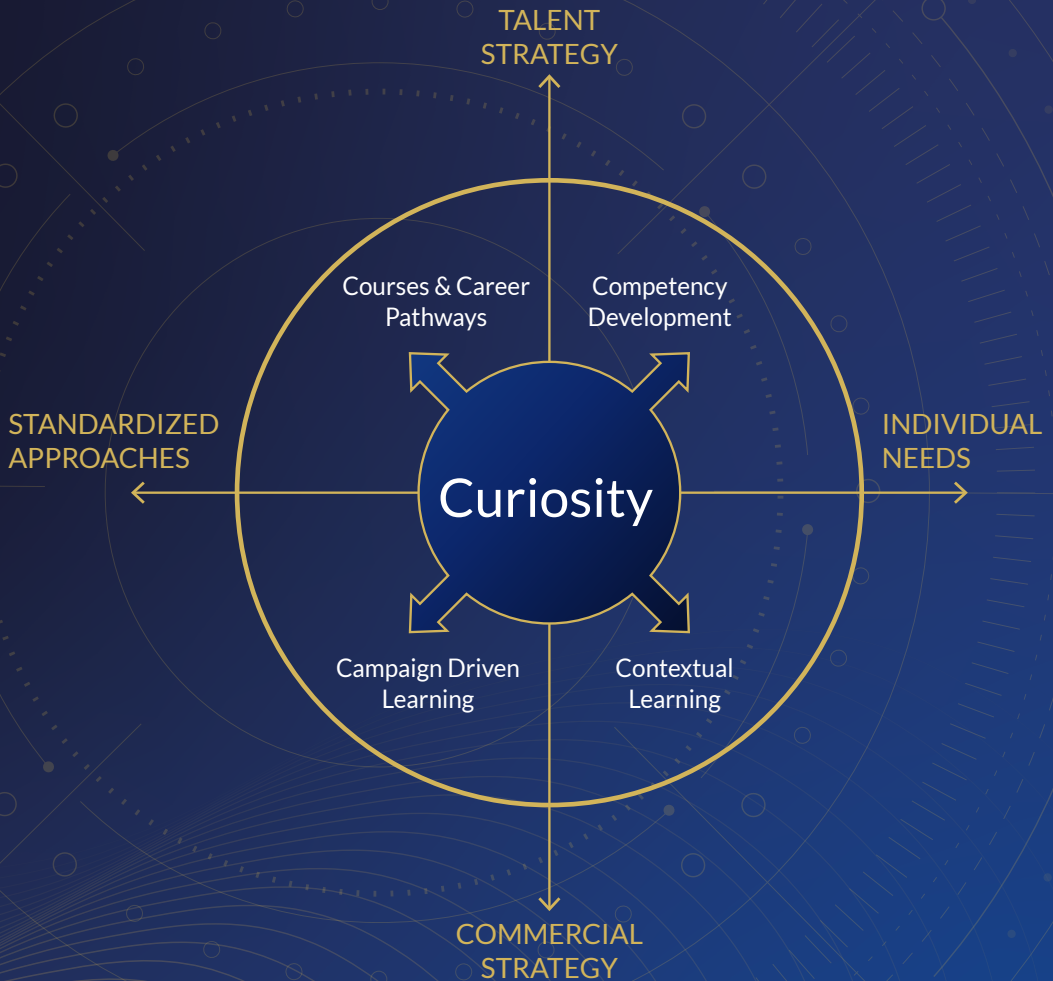 TALENT
STRATEGY
Courses & Career
Pathways
Competency
Development
STANDARDIZED
APPROACHES
INDIVIDUAL
NEEDS
Curiosity
Campaign Driven
Learning
Contextual
Learning
COMMERCIAL
STRATEGY